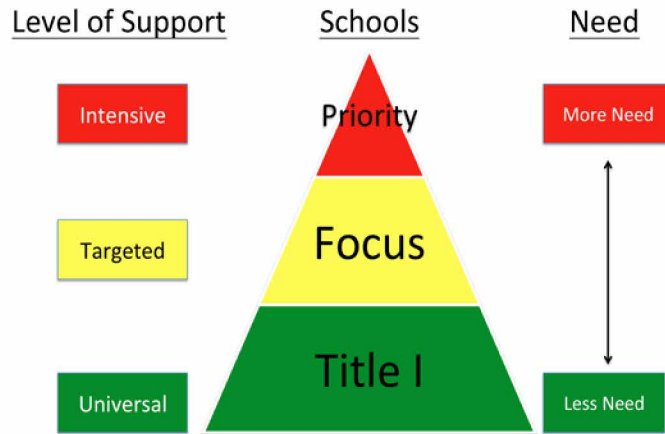 Level of Support
Schools
Need
Intensive
Priority
More Need
Targeted
Focus
Universal
Title I
Less Need